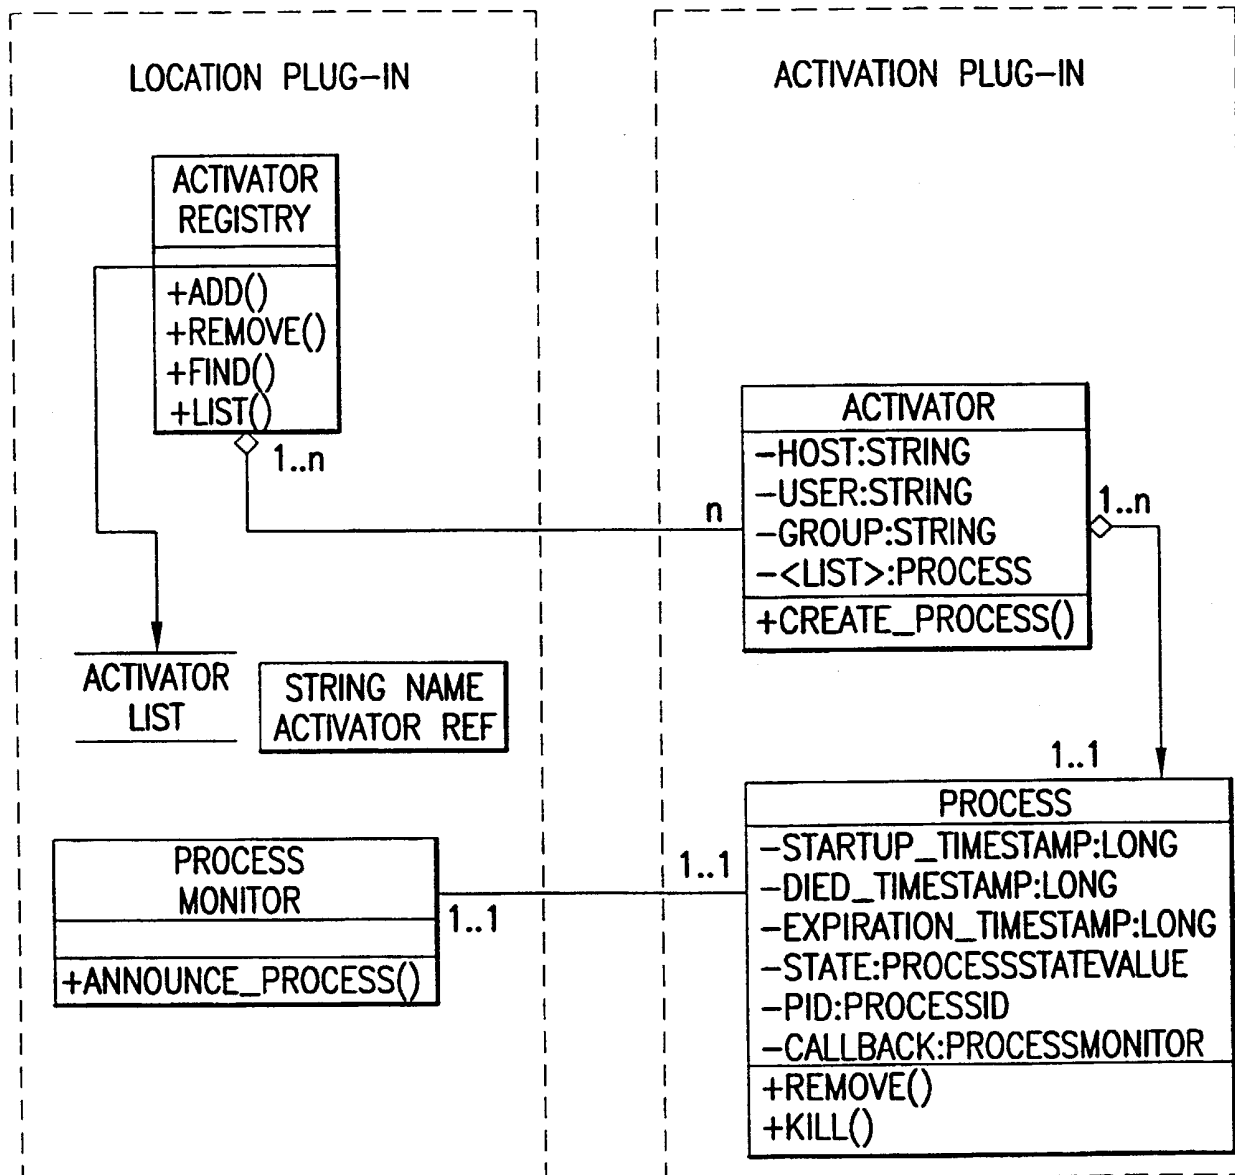 LOCATION PLUG-IN
ACTIVATOR
REGISTRY
+ADD()
+REMOVE()
+FIND()
+LIST()
1..n
ACTIVATOR
LIST
STRING NAME
ACTIVATOR REF
PROCESS
MONITOR
+ANNOUNCE_PROCESS()
1..1
ACTIVATION PLUG-IN
ACTIVATOR
-HOST:STRING
-USER:STRING
-GROUP:STRING
-<LIST>:PROCESS
+CREATE_PROCESS()
n
1..n
1..1
1..1
PROCESS
-STARTUP_TIMESTAMP:LONG
-DIED_TIMESTAMP:LONG
-EXPIRATION_TIMESTAMP:LONG
-STATE:PROCESSSTATEVALUE
-PID:PROCESSID
-CALLBACK:PROCESSMONITOR
+REMOVE()
+KILL()